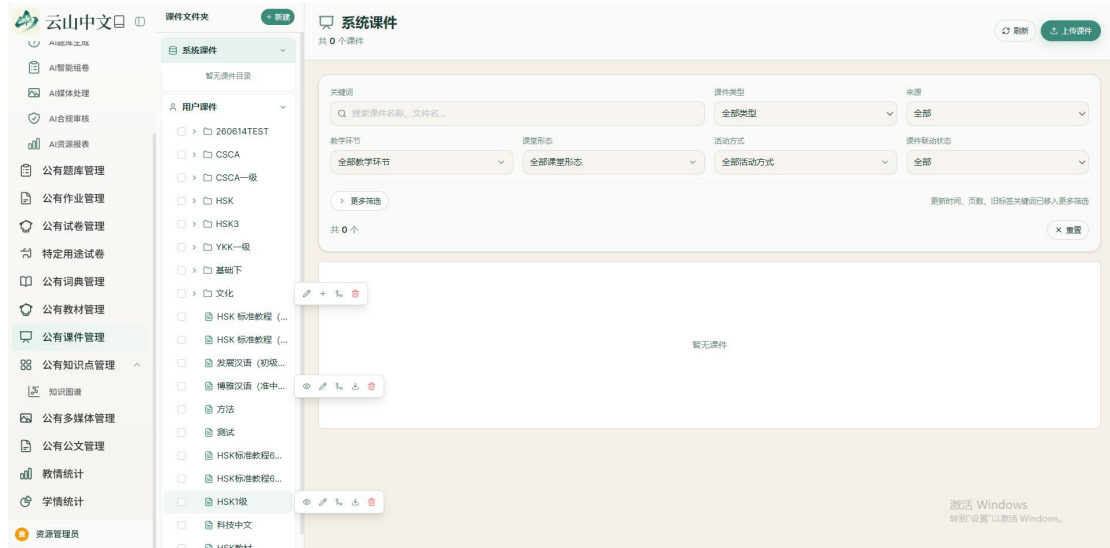 云山中文
AI题库生成
AI智能组卷
AI媒体处理
AI合规审核
AI资源报表
公有题库管理
公有作业管理
公有试卷管理
特定用途试卷
公有词典管理
公有教材管理
公有课件管理
公有知识点管理
知识图谱
公有多媒体管理
公有公文管理
教情统计
学情统计
资源管理员
课件文件夹
+ 新建
系统课件
暂无课件目录
用户课件
260614TEST
CSCA
CSCA一级
HSK
HSK3
YKK一级
基础下
文化
HSK 标准教程（...
HSK 标准教程（...
发展汉语（初级...
博雅汉语（准中...
方法
测试
HSK标准教程6...
HSK标准教程6...
HSK1级
科技中文
HSK教材
系统课件
共 0 个课件
刷新
上传课件
关键词
课件类型
来源
搜索课件名称、文件名...
全部类型
全部
教学环节
课堂形态
活动方式
课件联动状态
全部教学环节
全部课堂形态
全部活动方式
全部
更多筛选
更新时间、页数、旧标签关键词已移入更多筛选
共 0 个
× 重置
暂无课件
激活 Windows
转到"设置"以激活 Windows。